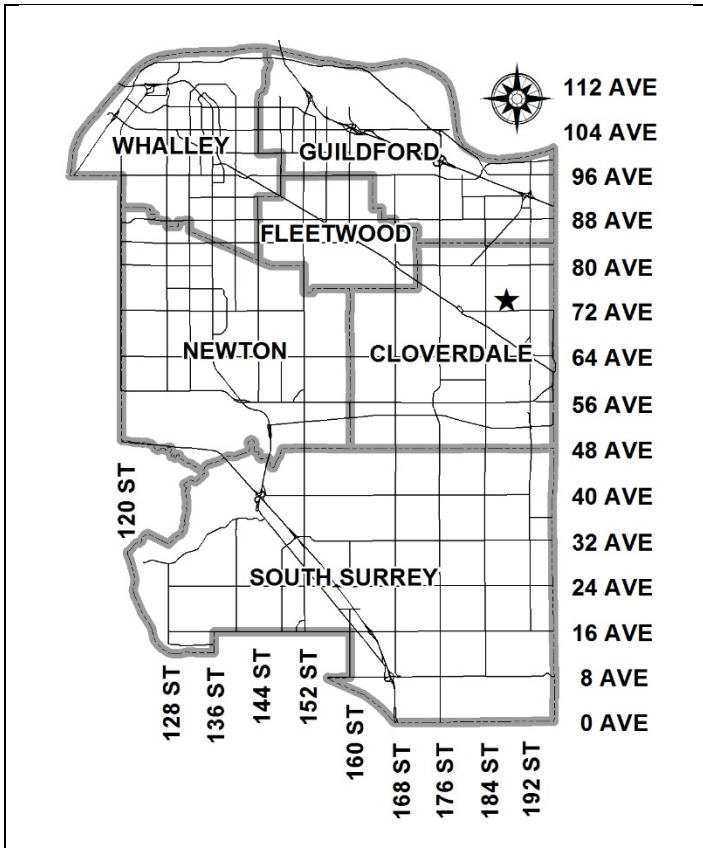 112 AVE
104 AVE
WHALLEY
GUILDFORD
96 AVE
88 AVE
FLEETWOOD
80 AVE
72 AVE
NEWTON
CLOVERDALE
64 AVE
56 AVE
48 AVE
120 ST
40 AVE
32 AVE
SOUTH SURREY
24 AVE
16 AVE
8 AVE
0 AVE
128 ST
136 ST
144 ST
152 ST
160 ST
168 ST
176 ST
184 ST
192 ST